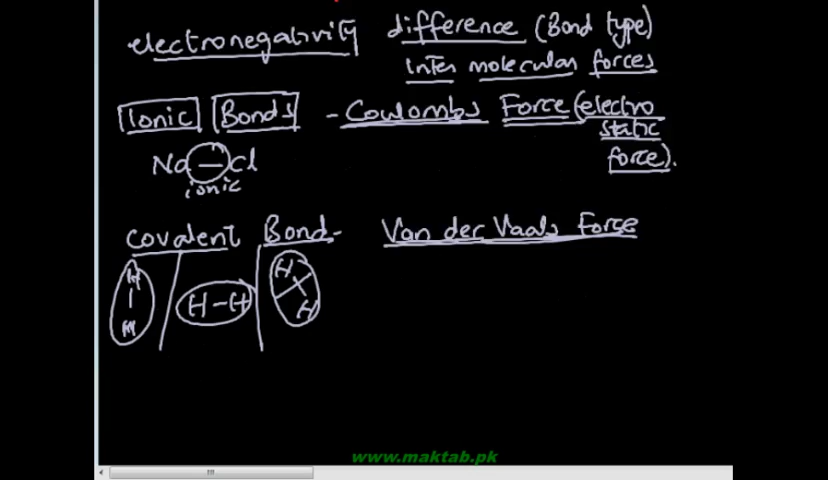 electronegativity difference (Bond type)
Inter molecular forces
Ionic Bonds - Coulombs Force (electro
static
force).
Na — Cl
ionic
Covalent Bond - Van der Vaals Force
H H – H H
|
H H
www.maktab.pk